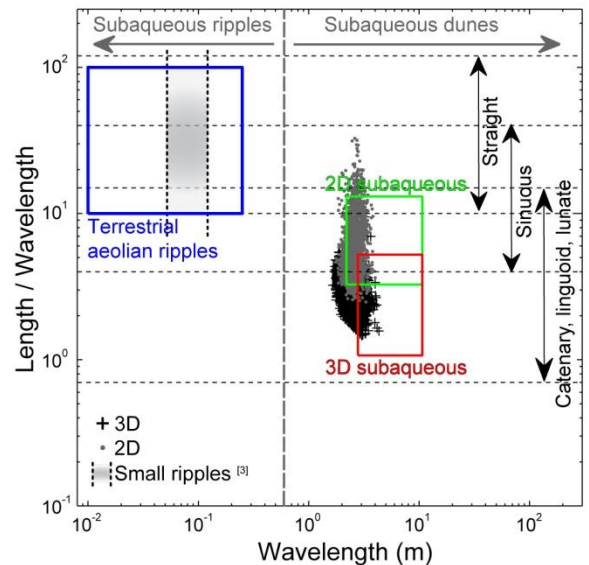 Subaqueous ripples
Subaqueous dunes
10^2
10^1
10^0
10^-1
Length / Wavelength
2D subaqueous
Terrestrial
aeolian ripples
3D subaqueous
Straight
Sinuous
Catenary, linguoid, lunate
+ 3D
2D
Small ripples [3]
10^-2
10^-1
10^0
10^1
10^2
Wavelength (m)